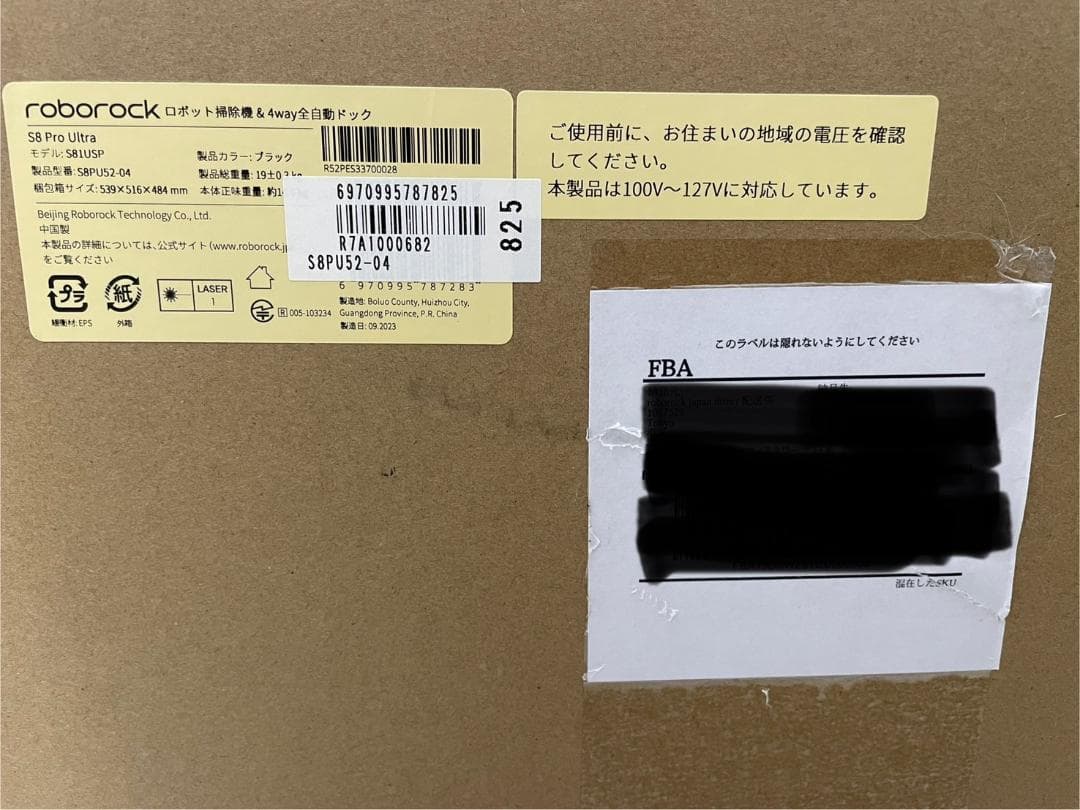 roborock ロボット掃除機 & 4way全自動ドック
S8 Pro Ultra
モデル: S81USP
製品型番: S8PU52-04
梱包箱サイズ: 539×516×484 mm
製品カラー: ブラック
製品総重量: 19±0.3 kg
本体正味重量: 約
R52PES33700028
Beijing Roborock Technology Co., Ltd.
中国製
本製品の詳細については、公式サイト (www.roborock.jp
をご覧ください
プラ
紙
LASER
1
緩衝材: EPS
外箱
R 005-103234
6970995787825
R7A1000682
S8PU52-04
825
6 970995 787283
製造地: Boluo County, Huizhou City,
Guangdong Province, P.R. China
製造日: 09.2023
ご使用前に、お住まいの地域の電圧を確認
してください。
本製品は100V〜127Vに対応しています。
このラベルは隠れないようにしてください
FBA
混在したSKU